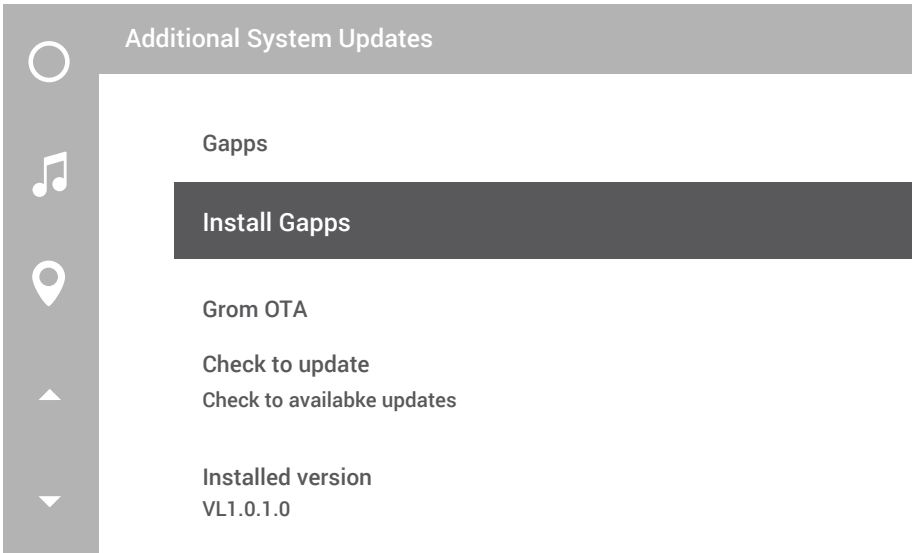 Additional System Updates
Gapps
Install Gapps
Grom OTA
Check to update
Check to availabke updates
Installed version
VL1.0.1.0